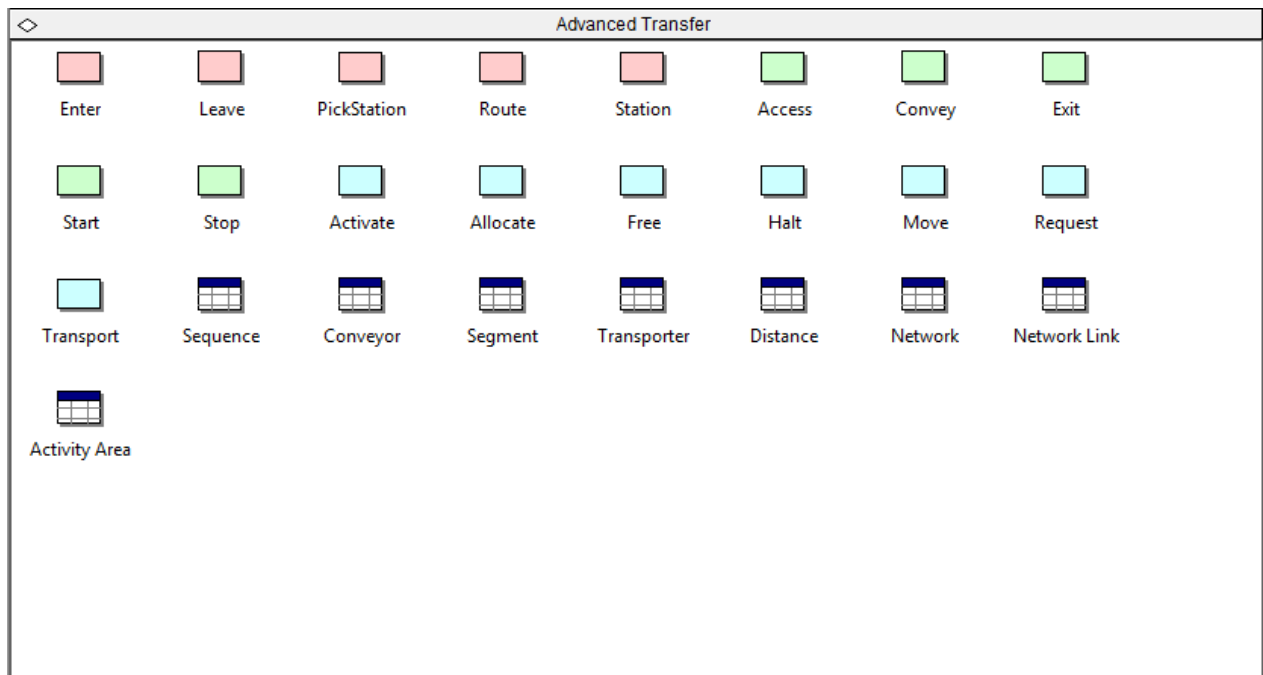 Advanced Transfer
Enter Leave PickStation Route Station Access Convey Exit
Start Stop Activate Allocate Free Halt Move Request
Transport Sequence Conveyor Segment Transporter Distance Network Network Link
Activity Area